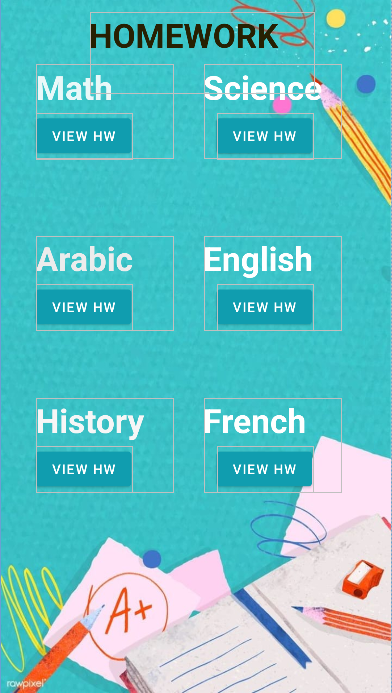 HOMEWORK
Math Science
VIEW HW VIEW HW
Arabic English
VIEW HW VIEW HW
History French
VIEW HW VIEW HW
A+
rawpixel